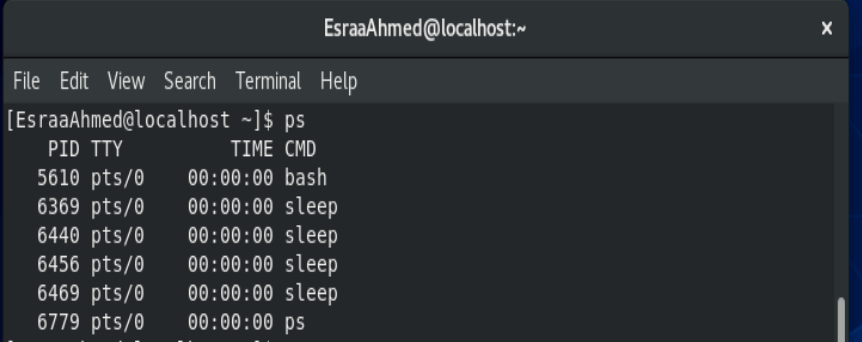 EsraaAhmed@localhost:~ ×
File Edit View Search Terminal Help
[EsraaAhmed@localhost ~]$ ps
    PID TTY          TIME CMD
   5610 pts/0    00:00:00 bash
   6369 pts/0    00:00:00 sleep
   6440 pts/0    00:00:00 sleep
   6456 pts/0    00:00:00 sleep
   6469 pts/0    00:00:00 sleep
   6779 pts/0    00:00:00 ps